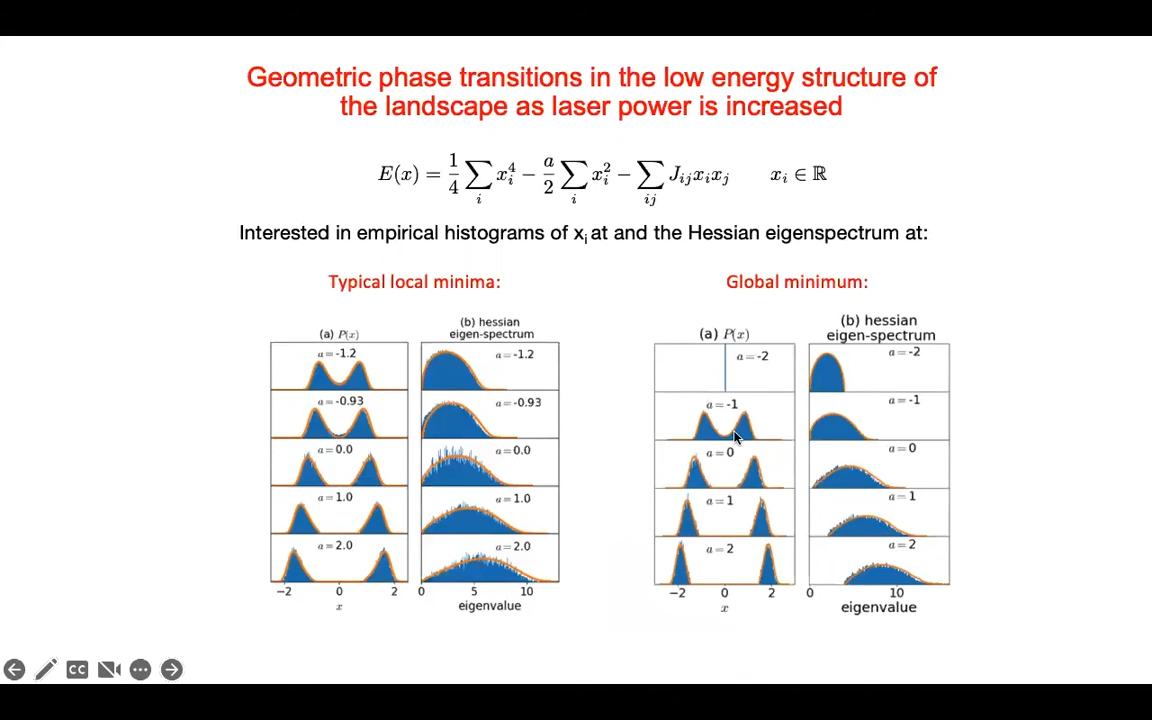 Geometric phase transitions in the low energy structure of
the landscape as laser power is increased
E(x) = 1/4 ∑_i x_i^4 − a/2 ∑_i x_i^2 − ∑_ij J_ij x_i x_j    x_i ∈ ℝ
Interested in empirical histograms of x_i at and the Hessian eigenspectrum at:
Typical local minima:
(a) P(x)
a = -1.2
a = -0.93
a = 0.0
a = 1.0
a = 2.0
−2 0 2
x
(b) hessian
eigen-spectrum
a = -1.2
a = -0.93
a = 0.0
a = 1.0
a = 2.0
0 5 10
eigenvalue
Global minimum:
(a) P(x)
a = -2
a = -1
a = 0
a = 1
a = 2
−2 0 2
x
(b) hessian
eigen-spectrum
a = -2
a = -1
a = 0
a = 1
a = 2
0 10
eigenvalue
CC